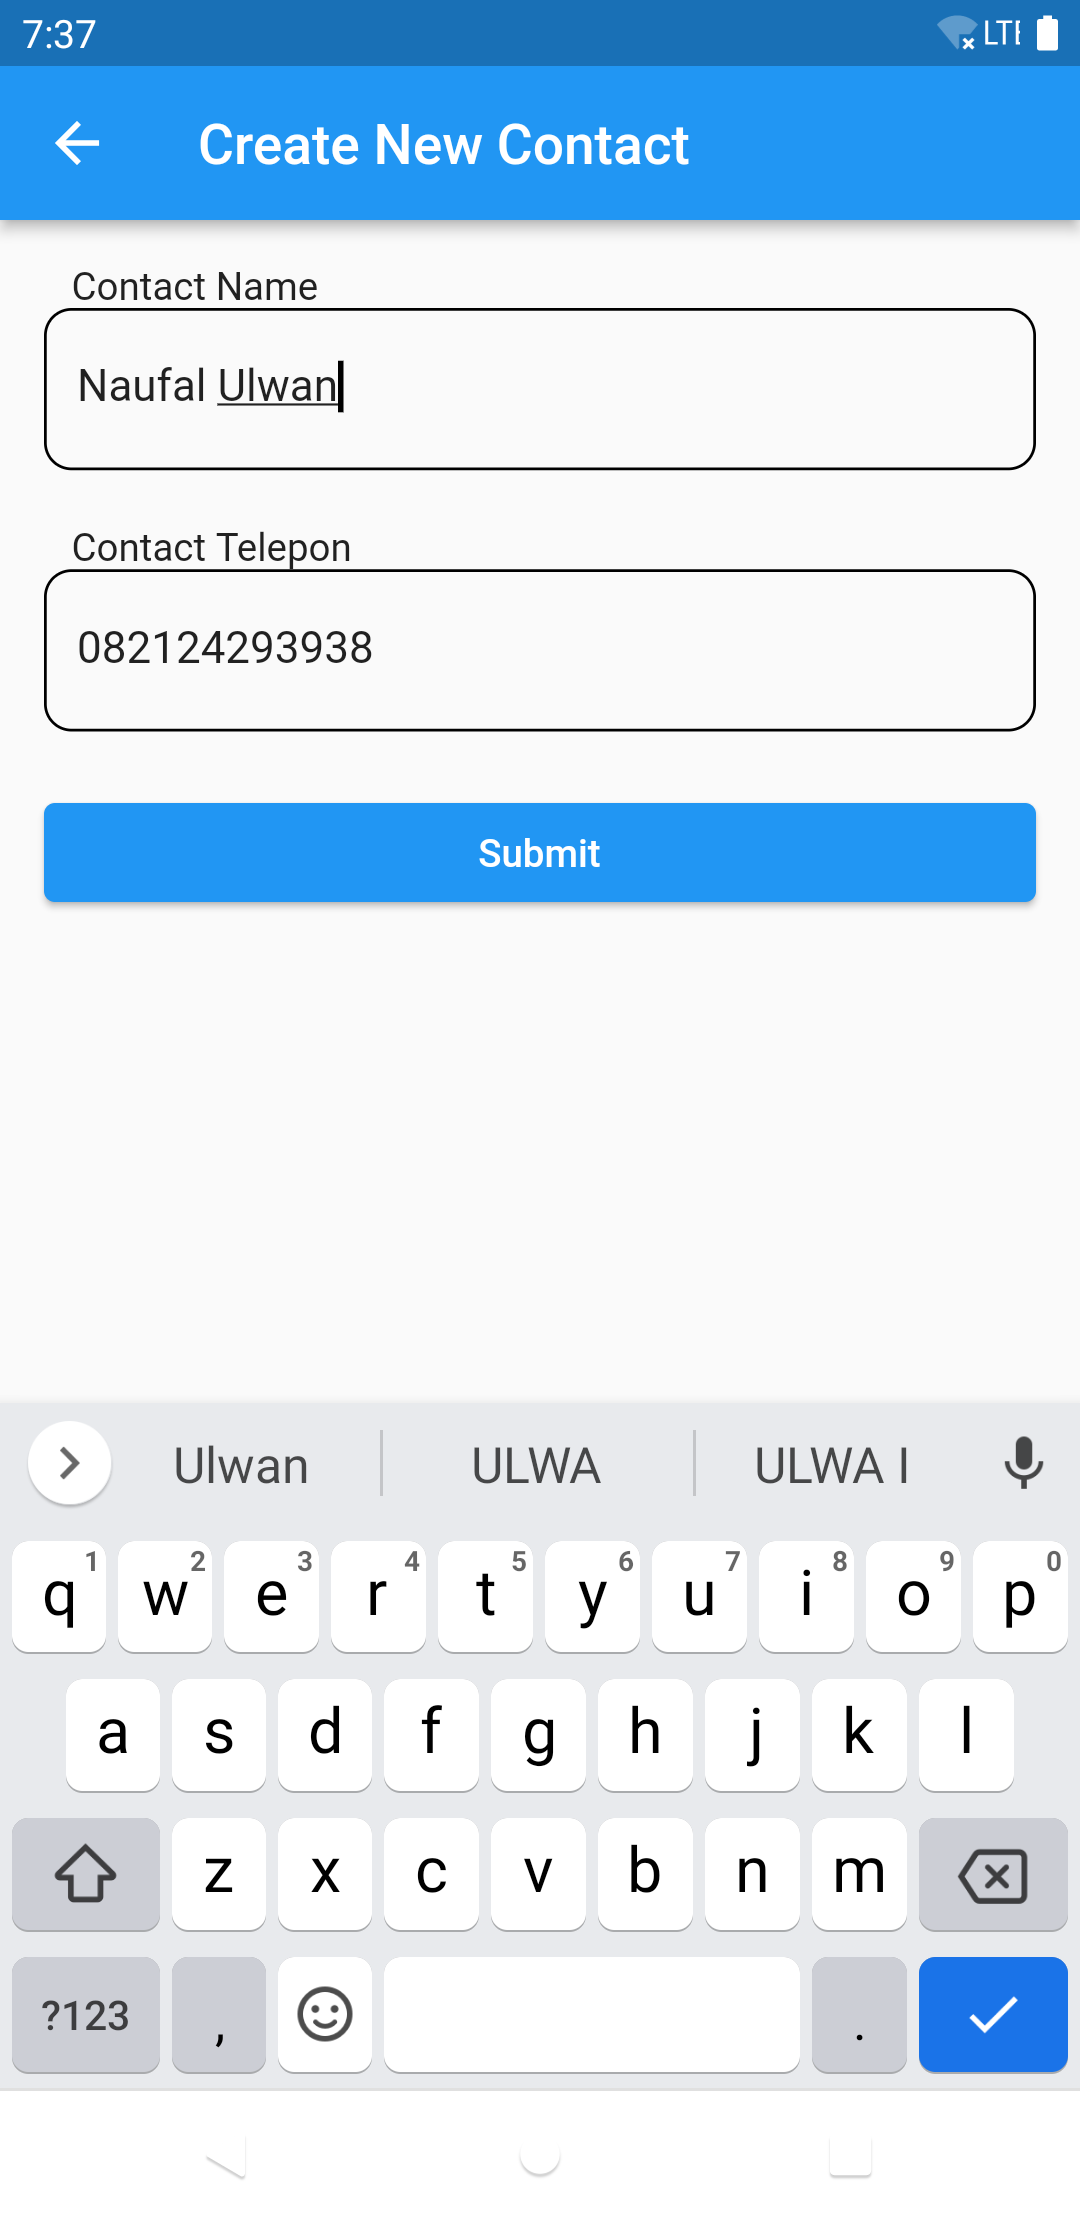 7:37 LTE
Create New Contact
Contact Name
Naufal Ulwan
Contact Telepon
082124293938
Submit
Ulwan ULWA ULWA I
q 1 w 2 e 3 r 4 t 5 y 6 u 7 i 8 o 9 p 0
a s d f g h j k l
z x c v b n m
?123 , .